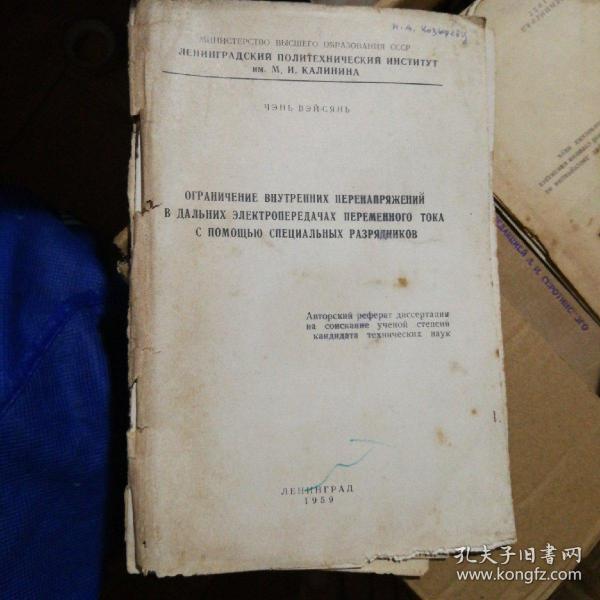 Н. А. Козыреву
МИНИСТЕРСТВО ВЫСШЕГО ОБРАЗОВАНИЯ СССР
ЛЕНИНГРАДСКИЙ ПОЛИТЕХНИЧЕСКИЙ ИНСТИТУТ
им. М. И. КАЛИНИНА
ЧЭНЬ ВЭЙ-СЯНЬ
ОГРАНИЧЕНИЕ ВНУТРЕННИХ ПЕРЕНАПРЯЖЕНИЙ
В ДАЛЬНИХ ЭЛЕКТРОПЕРЕДАЧАХ ПЕРЕМЕННОГО ТОКА
С ПОМОЩЬЮ СПЕЦИАЛЬНЫХ РАЗРЯДНИКОВ
Авторский реферат диссертации
на соискание ученой степени
кандидата технических наук
ЛЕНИНГРАД
1959
孔夫子旧书网
www.kongfz.com